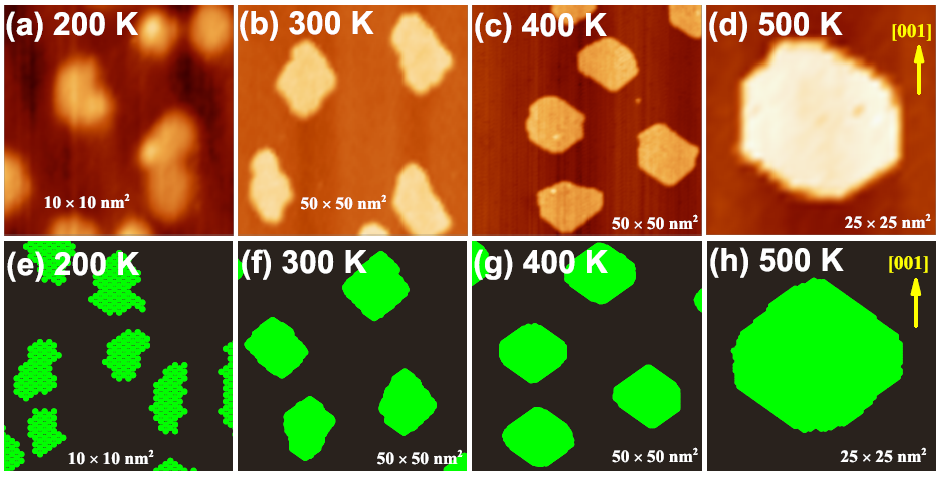 (a) 200 K
10 × 10 nm²
(b) 300 K
50 × 50 nm²
(c) 400 K
50 × 50 nm²
(d) 500 K
[001]
25 × 25 nm²
(e) 200 K
10 × 10 nm²
(f) 300 K
50 × 50 nm²
(g) 400 K
50 × 50 nm²
(h) 500 K
[001]
25 × 25 nm²